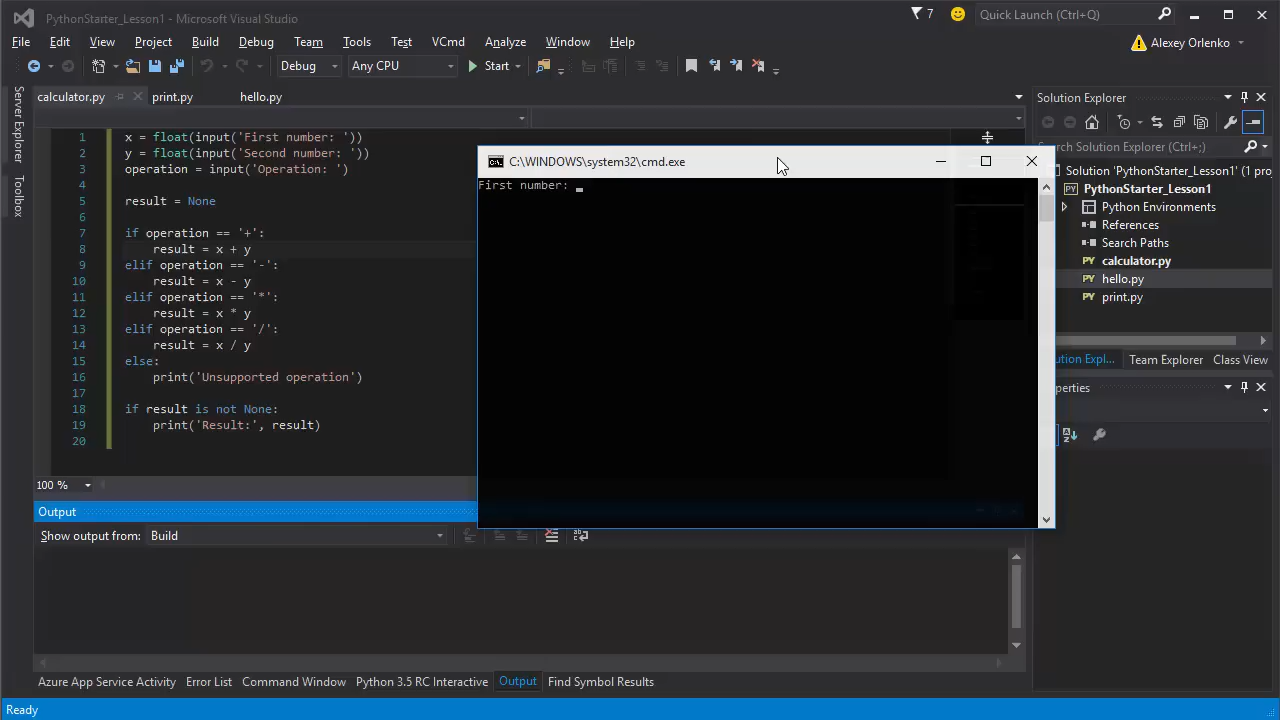 PythonStarter_Lesson1 - Microsoft Visual Studio
7
Quick Launch (Ctrl+Q)
File Edit View Project Build Debug Team Tools Test VCmd Analyze Window Help
Alexey Orlenko
Debug Any CPU Start
calculator.py print.py hello.py
Server Explorer
Toolbox
1 x = float(input('First number: '))
2 y = float(input('Second number: '))
3 operation = input('Operation: ')
4
5 result = None
6
7 if operation == '+':
8 result = x + y
9 elif operation == '-':
10 result = x - y
11 elif operation == '*':
12 result = x * y
13 elif operation == '/':
14 result = x / y
15 else:
16 print('Unsupported operation')
17
18 if result is not None:
19 print('Result:', result)
20
100 %
C:\WINDOWS\system32\cmd.exe
First number:
Solution Explorer
Search Solution Explorer (Ctrl+;)
Solution 'PythonStarter_Lesson1' (1 proj
PythonStarter_Lesson1
Python Environments
References
Search Paths
calculator.py
hello.py
print.py
ution Expl... Team Explorer Class View
perties
Output
Show output from: Build
Azure App Service Activity Error List Command Window Python 3.5 RC Interactive Output Find Symbol Results
Ready